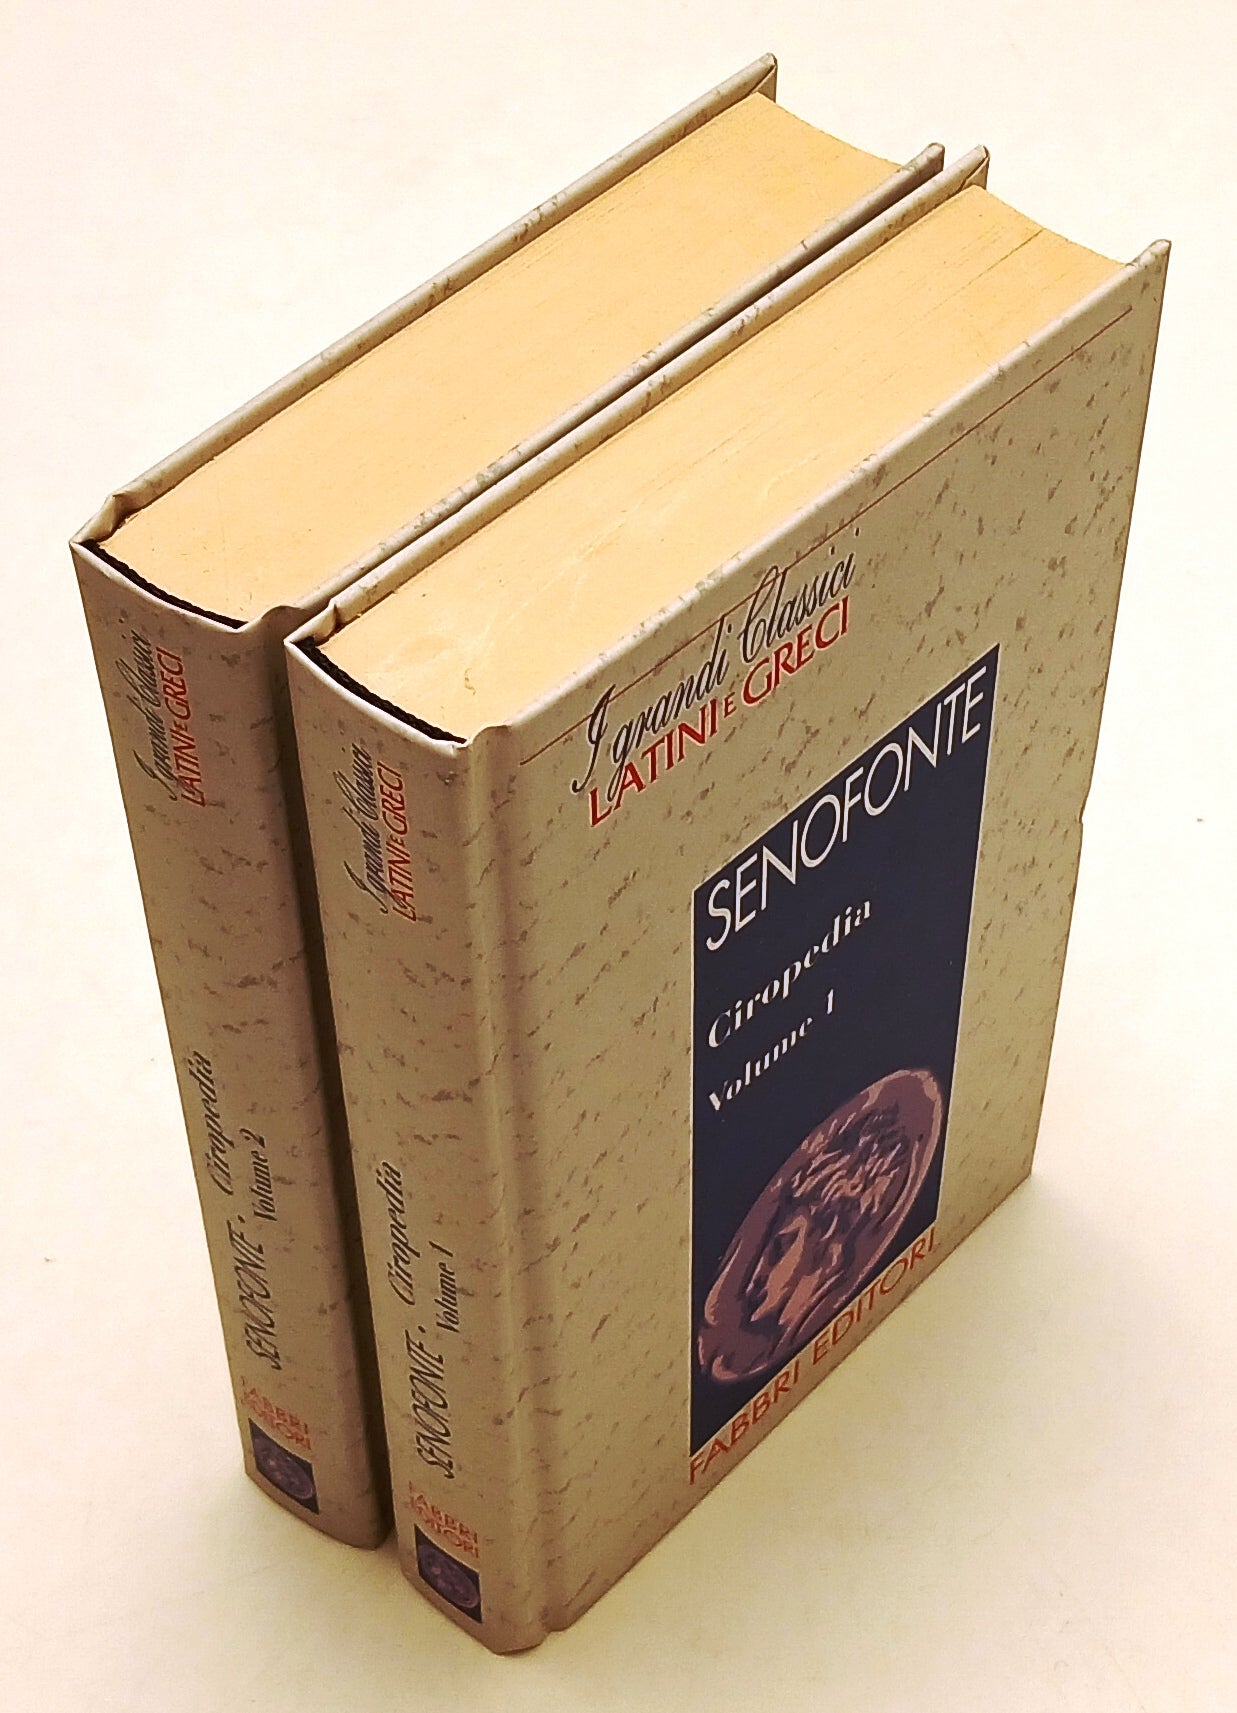 I grandi Classici
LATINI E GRECI
SENOFONTE
Ciropedia
Volume 1
FABBRI EDITORI
I grandi Classici
LATINI E GRECI
SENOFONTE · Ciropedia
Volume 1
FABBRI
EDITORI
I grandi Classici
LATINI E GRECI
SENOFONTE · Ciropedia
Volume 2
FABBRI
EDITORI